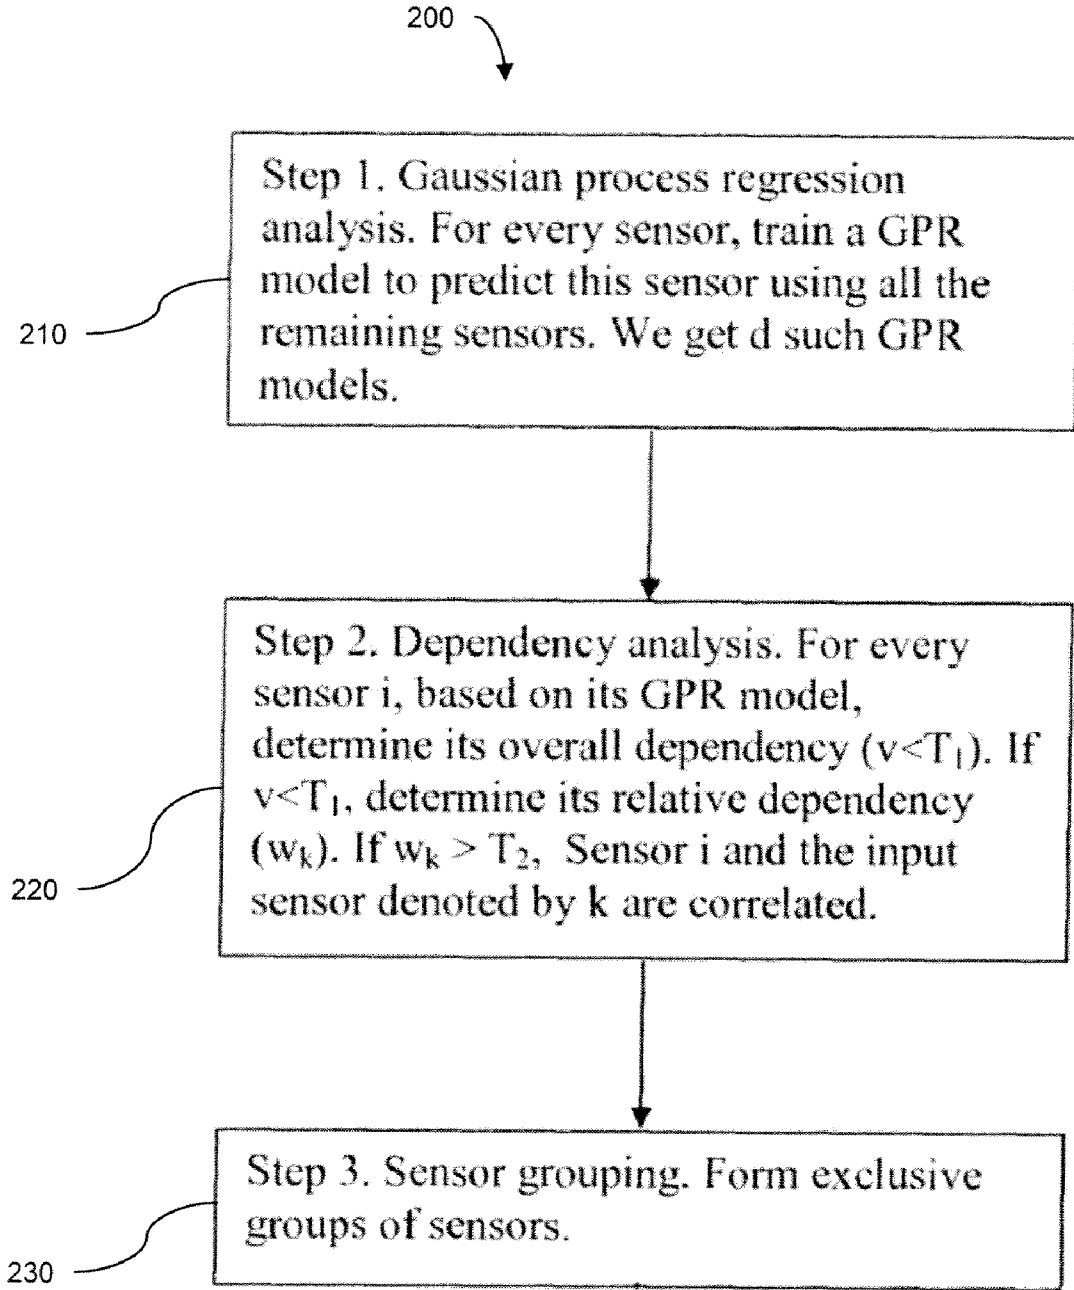 200
Step 1. Gaussian process regression
analysis. For every sensor, train a GPR
model to predict this sensor using all the
remaining sensors. We get d such GPR
models.
210
Step 2. Dependency analysis. For every
sensor i, based on its GPR model,
determine its overall dependency (v<T₁). If
v<T₁, determine its relative dependency
(wₖ). If wₖ > T₂, Sensor i and the input
sensor denoted by k are correlated.
220
Step 3. Sensor grouping. Form exclusive
groups of sensors.
230